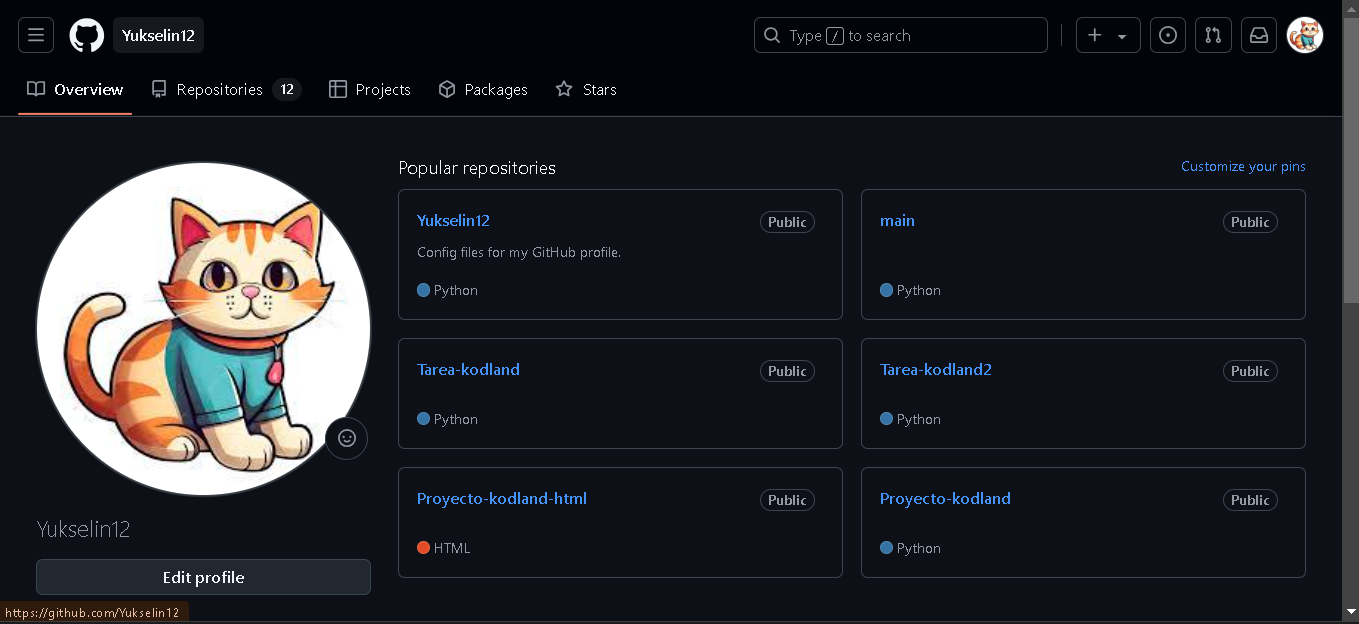 Yukselin12
Type / to search
Overview
Repositories 12
Projects
Packages
Stars
Popular repositories
Customize your pins
Yukselin12 Public
Config files for my GitHub profile.
Python
main Public
Python
Tarea-kodland Public
Python
Tarea-kodland2 Public
Python
Proyecto-kodland-html Public
HTML
Proyecto-kodland Public
Python
Yukselin12
Edit profile
https://github.com/Yukselin12